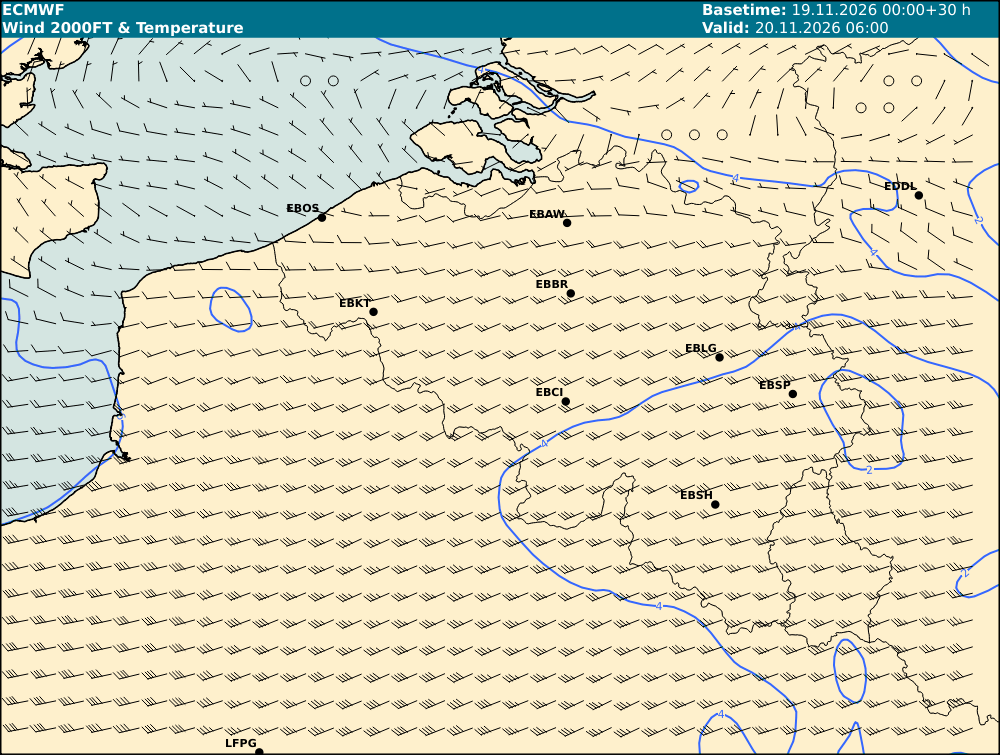 ECMWF
Wind 2000FT & Temperature
Basetime: 19.11.2026 00:00+30 h
Valid: 20.11.2026 06:00
4
4
EDDL
EBOS
EBAW
2
4
EBBR
EBKT
EBLG
EBSP
EBCI
4
2
EBSH
2
4
4
LFPG